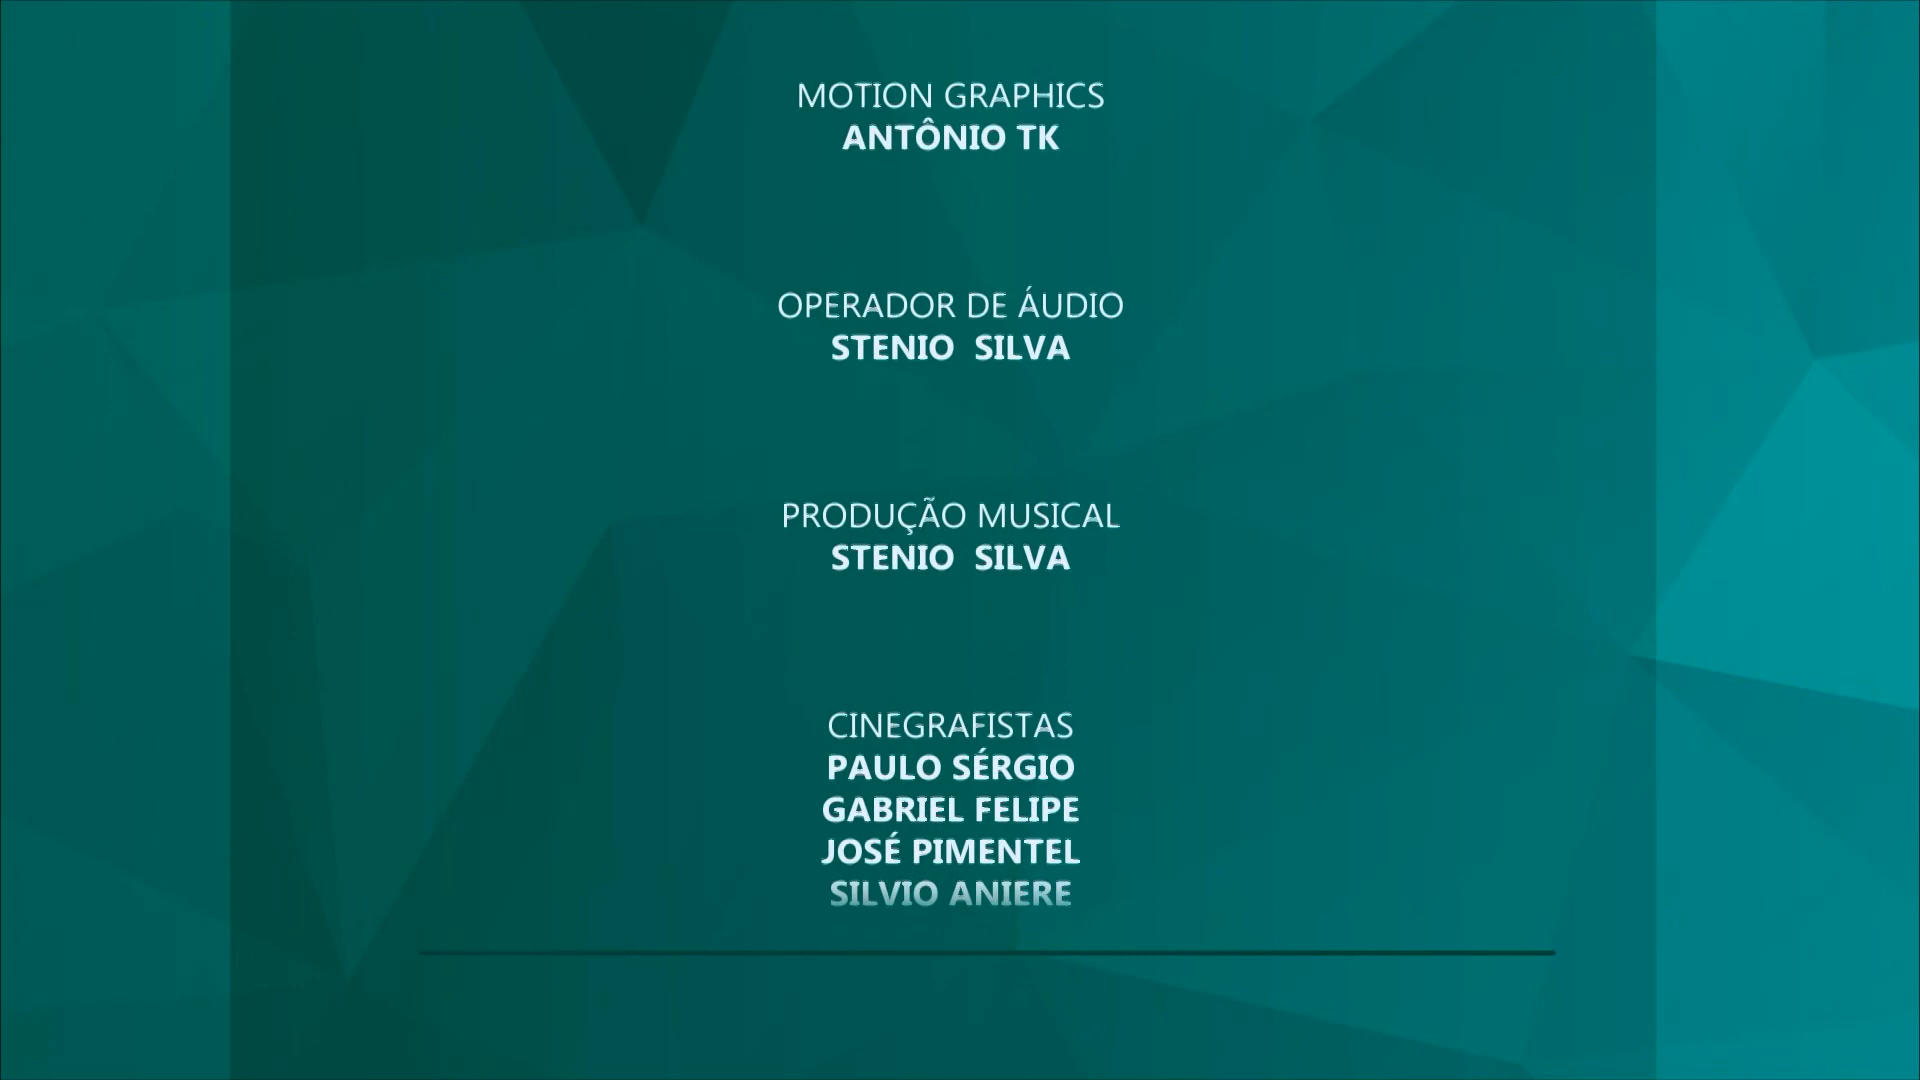 MOTION GRAPHICS
ANTÔNIO TK
OPERADOR DE ÁUDIO
STENIO  SILVA
PRODUÇÃO MUSICAL
STENIO  SILVA
CINEGRAFISTAS
PAULO SÉRGIO
GABRIEL FELIPE
JOSÉ PIMENTEL
SILVIO ANIERE